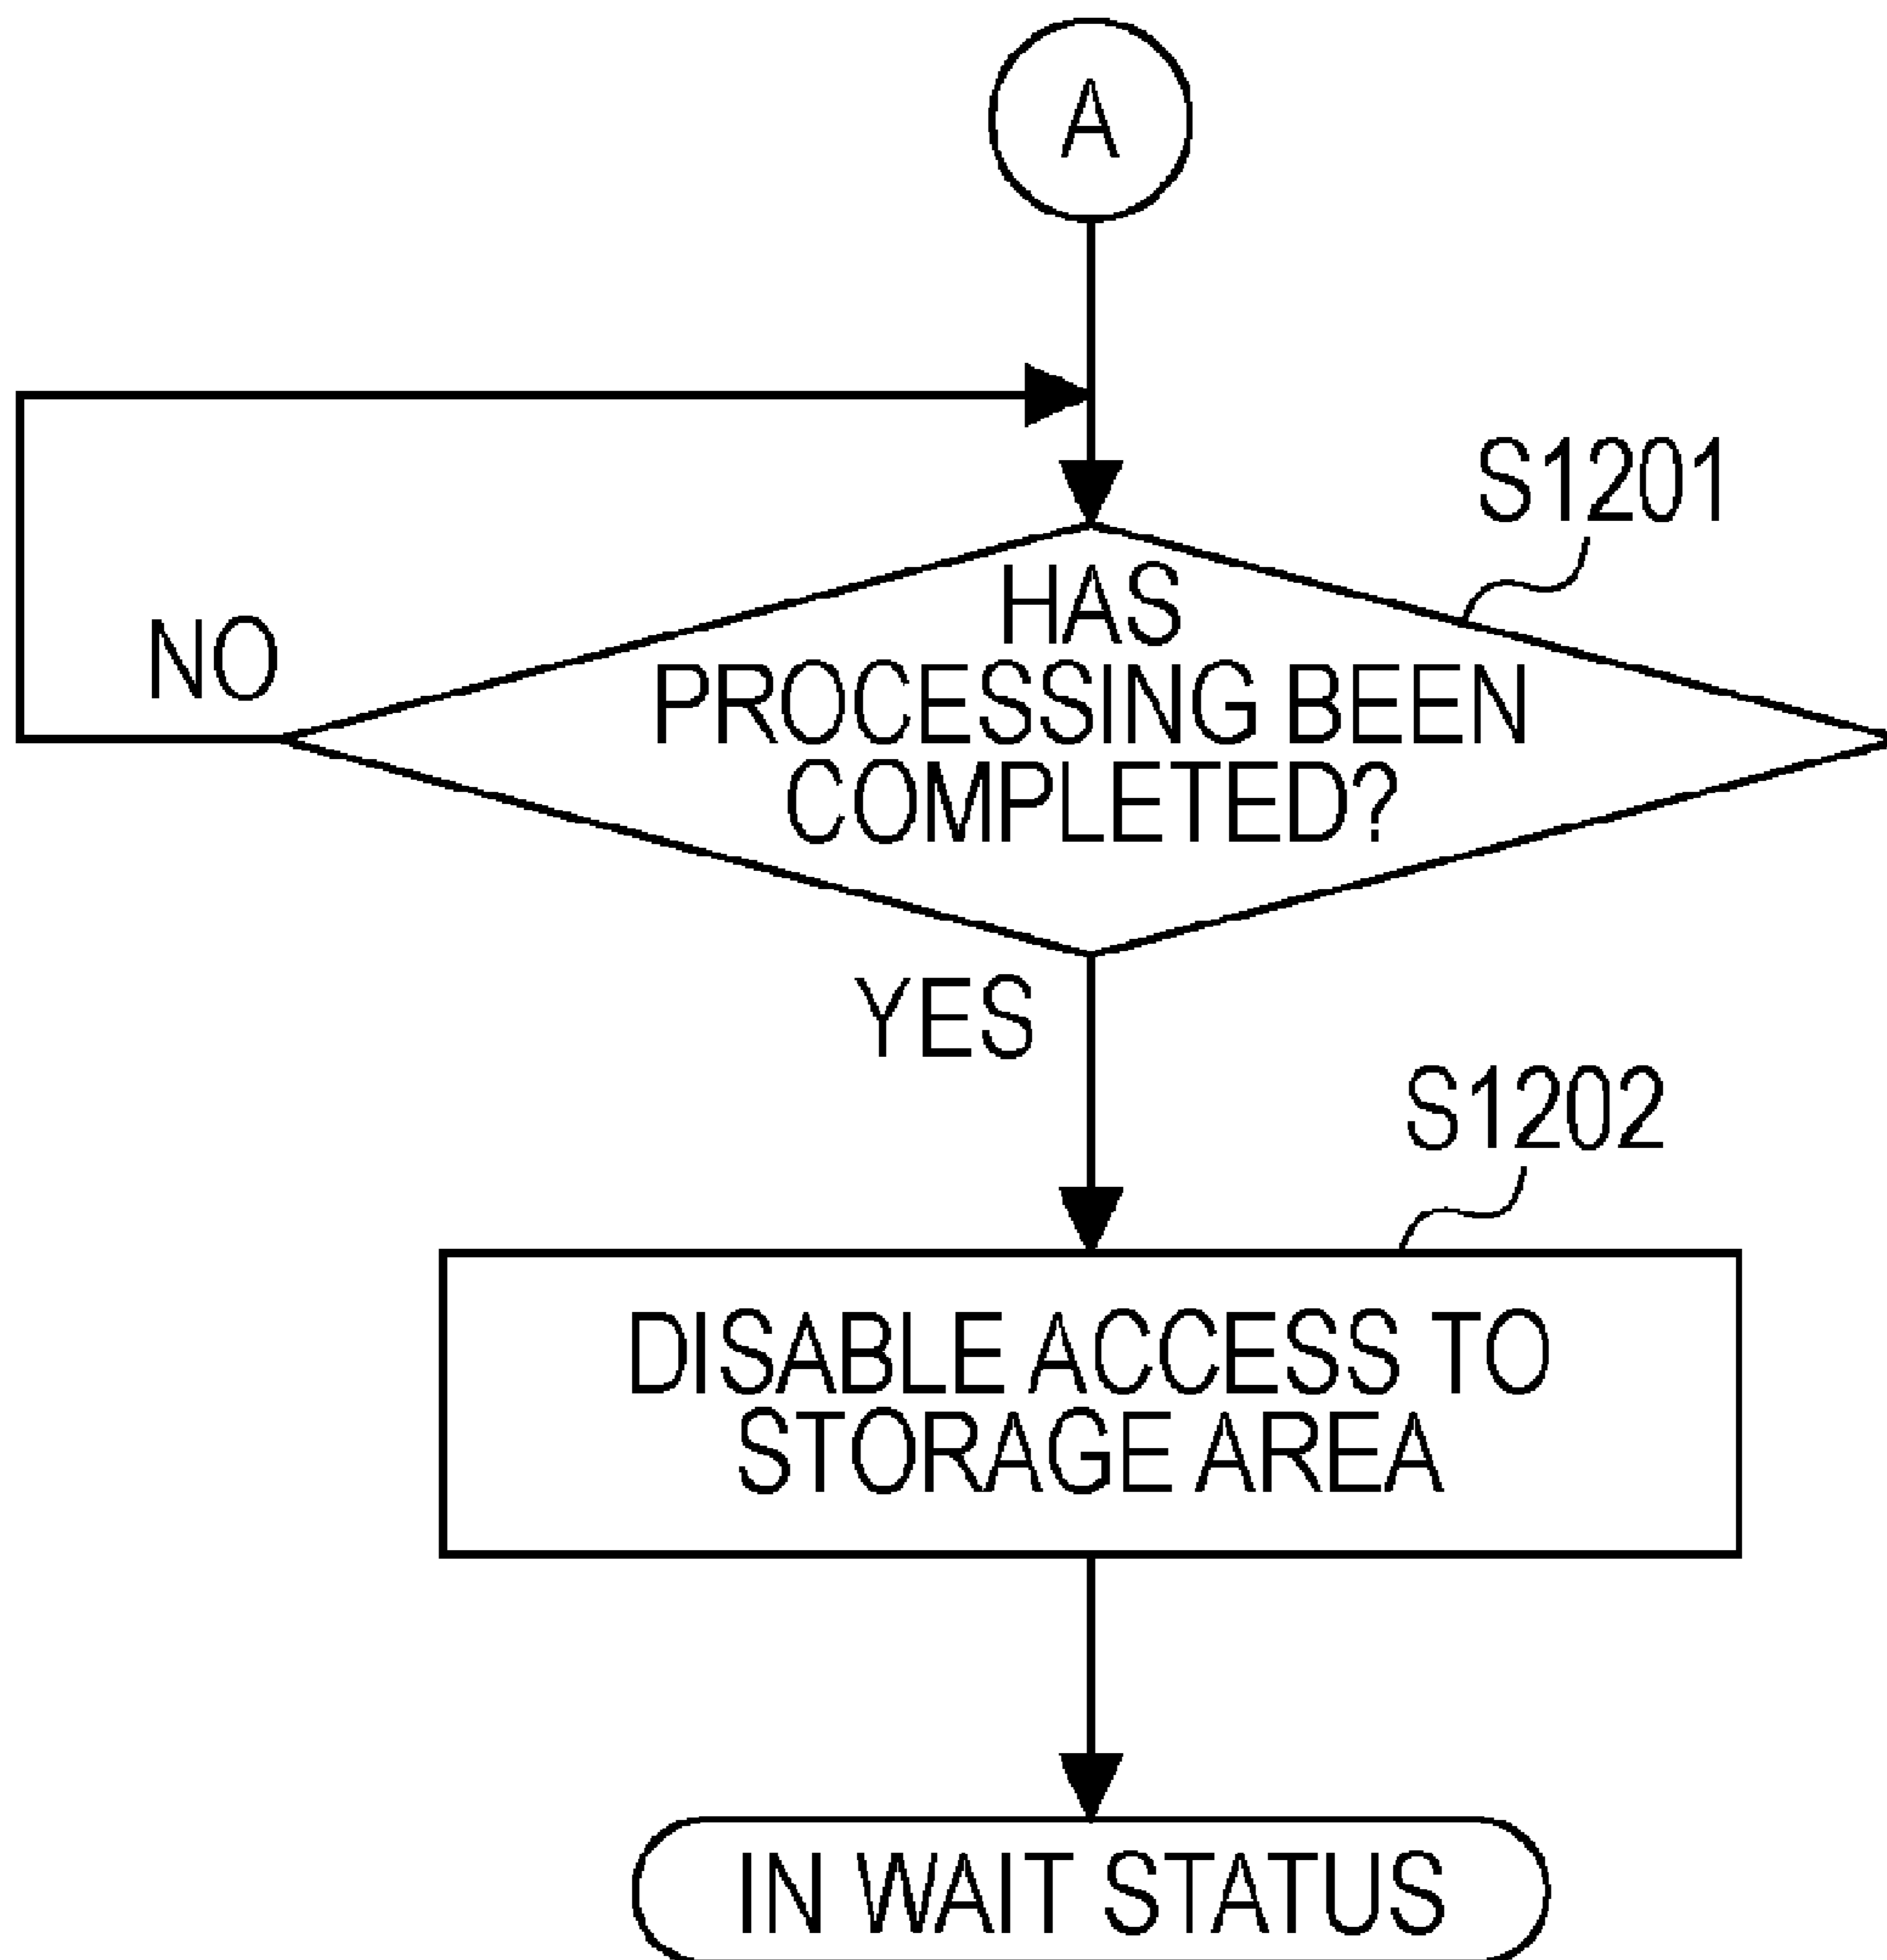 A
S1201
HAS
PROCESSING BEEN
COMPLETED?
NO
YES
S1202
DISABLE ACCESS TO
STORAGE AREA
IN WAIT STATUS